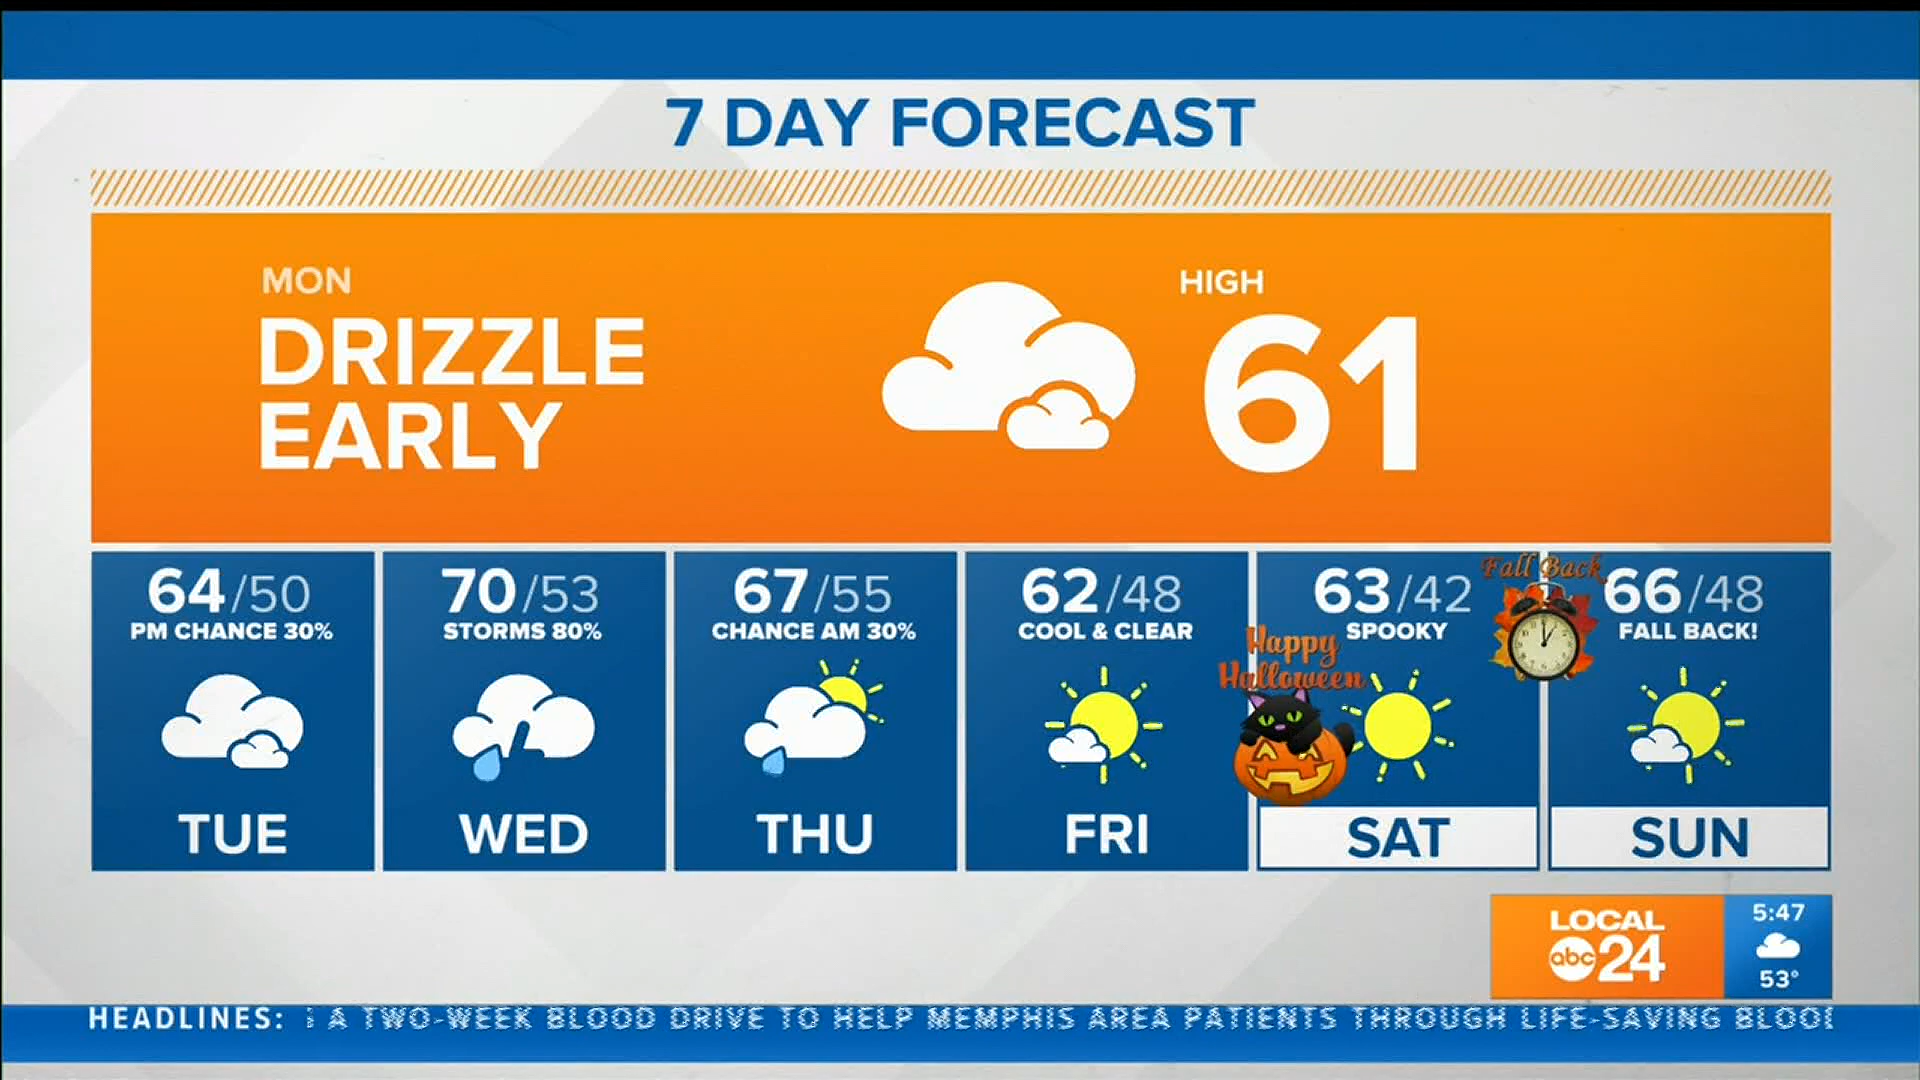 7 DAY FORECAST
MON
DRIZZLE
EARLY
HIGH
61
64/50
PM CHANCE 30%
TUE
70/53
STORMS 80%
WED
67/55
CHANCE AM 30%
THU
62/48
COOL & CLEAR
FRI
63/42
SPOOKY
Happy
Halloween
SAT
Fall Back
66/48
FALL BACK!
SUN
LOCAL
abc 24
5:47
53°
HEADLINES: A TWO-WEEK BLOOD DRIVE TO HELP MEMPHIS AREA PATIENTS THROUGH LIFE-SAVING